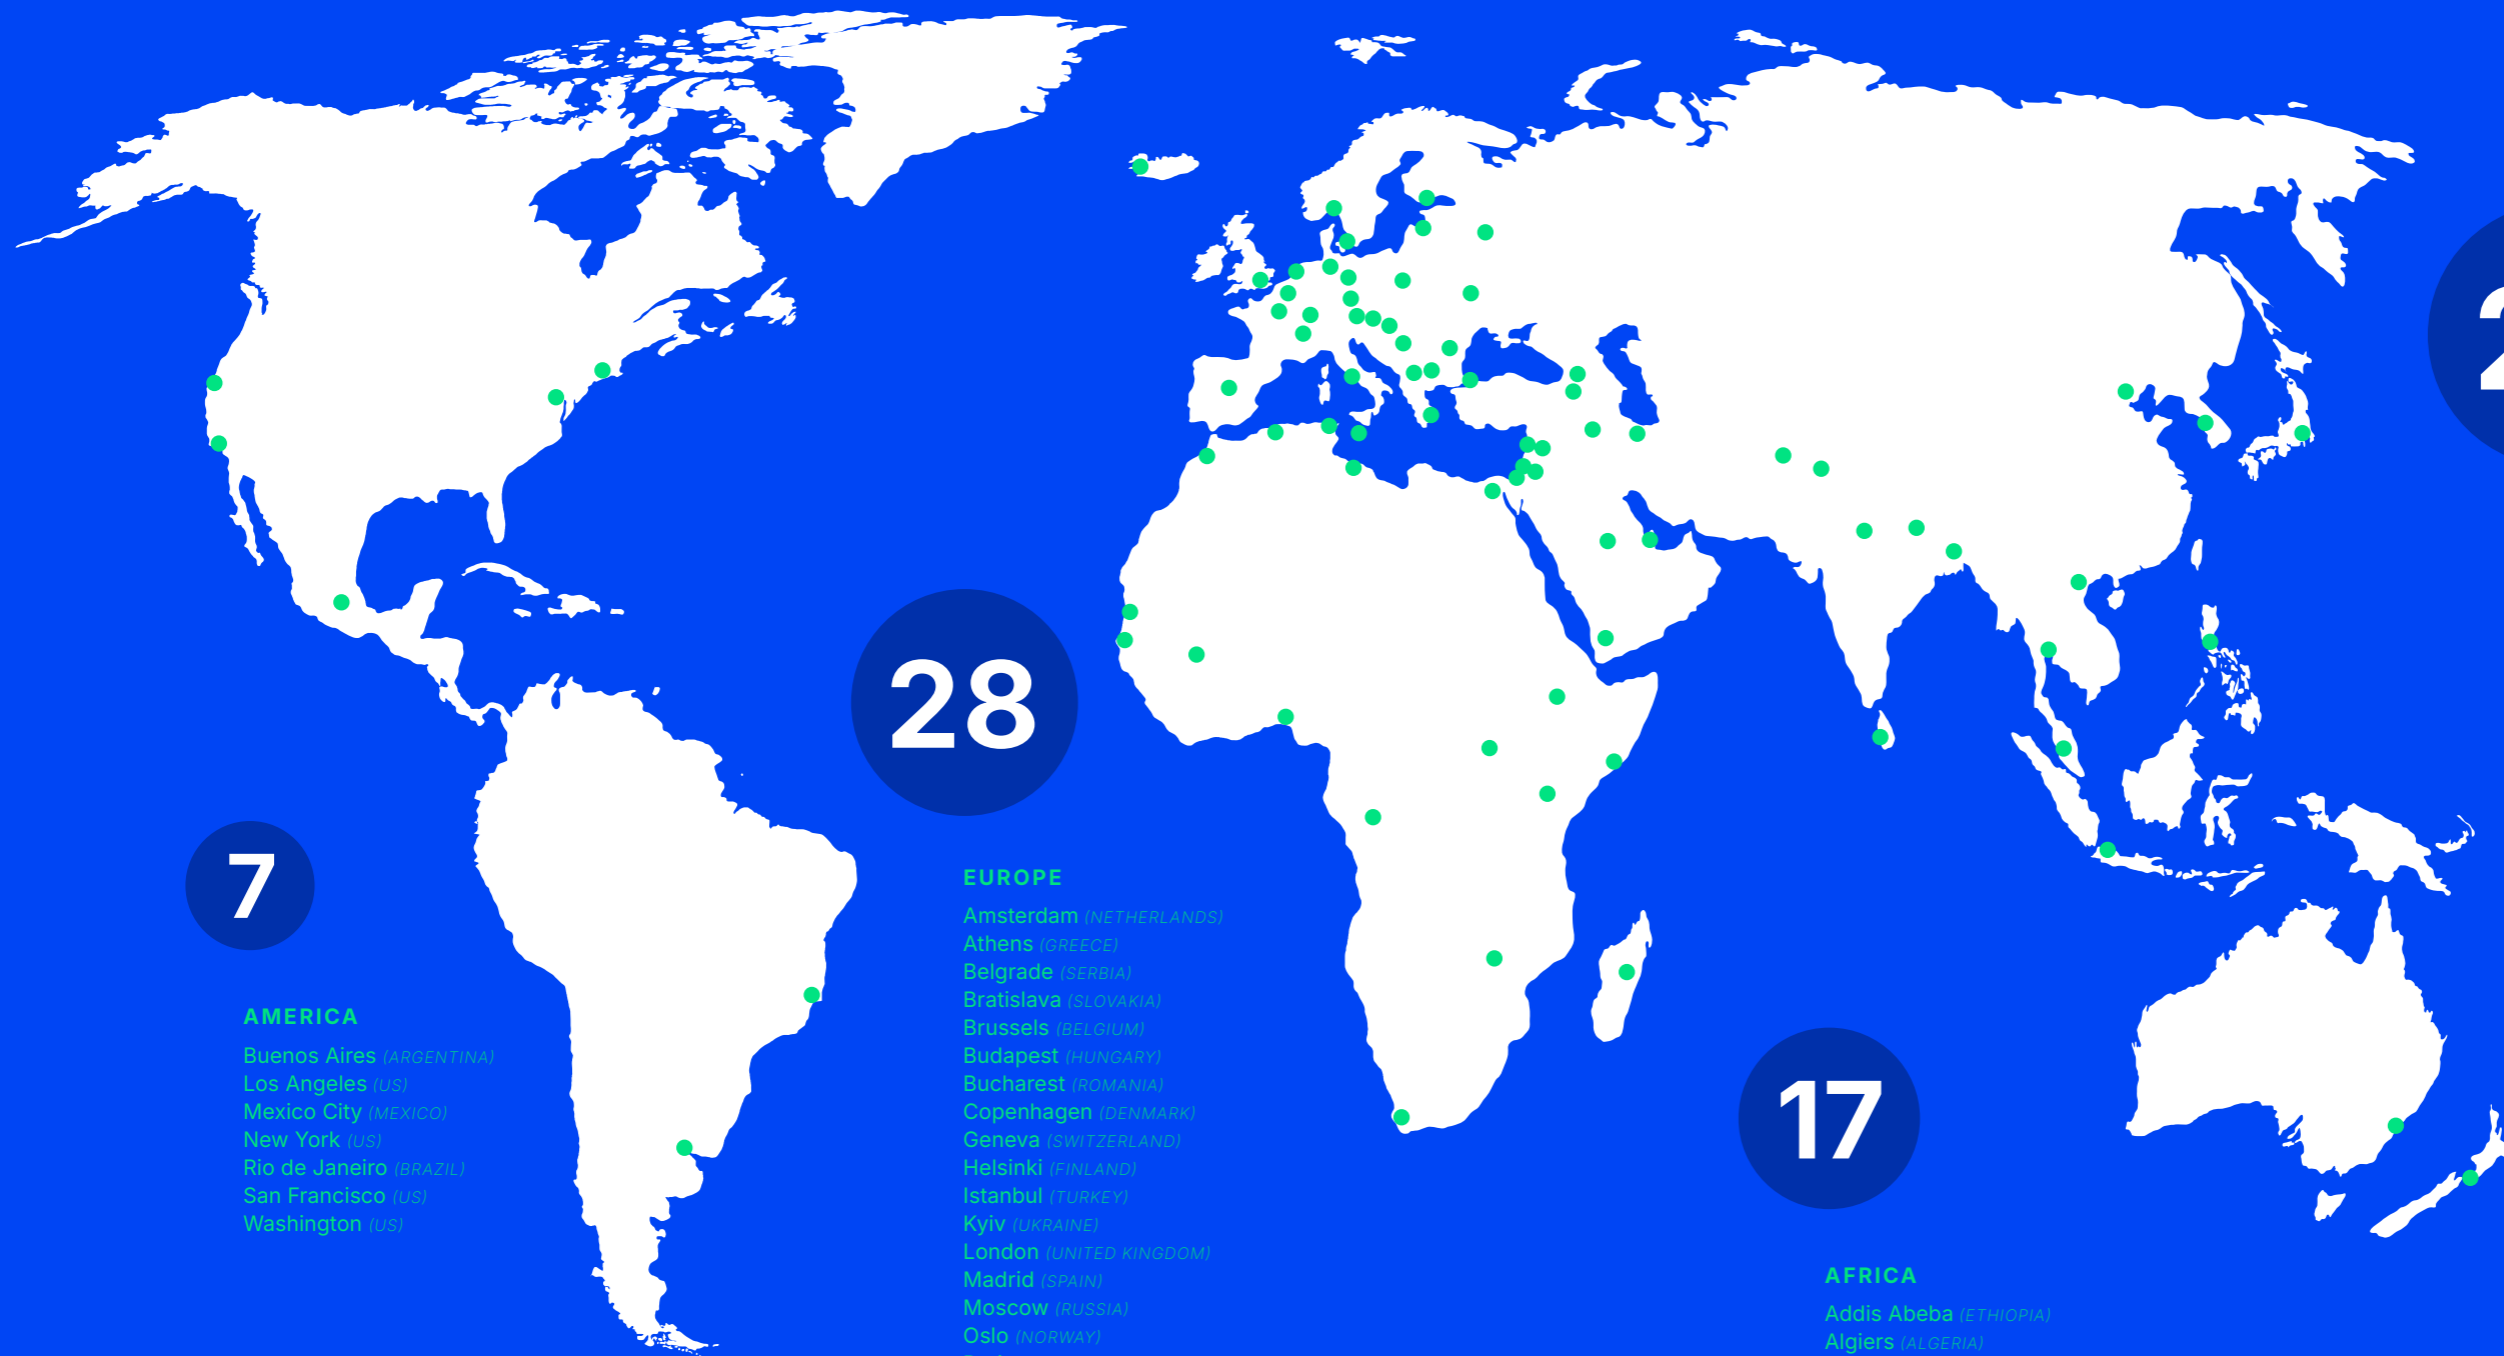 28
7
17
AMERICA
Buenos Aires (ARGENTINA)
Los Angeles (US)
Mexico City (MEXICO)
New York (US)
Rio de Janeiro (BRAZIL)
San Francisco (US)
Washington (US)
EUROPE
Amsterdam (NETHERLANDS)
Athens (GREECE)
Belgrade (SERBIA)
Bratislava (SLOVAKIA)
Brussels (BELGIUM)
Budapest (HUNGARY)
Bucharest (ROMANIA)
Copenhagen (DENMARK)
Geneva (SWITZERLAND)
Helsinki (FINLAND)
Istanbul (TURKEY)
Kyiv (UKRAINE)
London (UNITED KINGDOM)
Madrid (SPAIN)
Moscow (RUSSIA)
Oslo (NORWAY)
AFRICA
Addis Abeba (ETHIOPIA)
Algiers (ALGERIA)